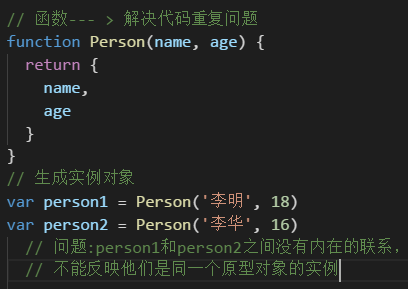 // 函数--- > 解决代码重复问题
function Person(name, age) {
  return {
    name,
    age
  }
}
// 生成实例对象
var person1 = Person('李明', 18)
var person2 = Person('李华', 16)
  // 问题:person1和person2之间没有内在的联系,
  // 不能反映他们是同一个原型对象的实例